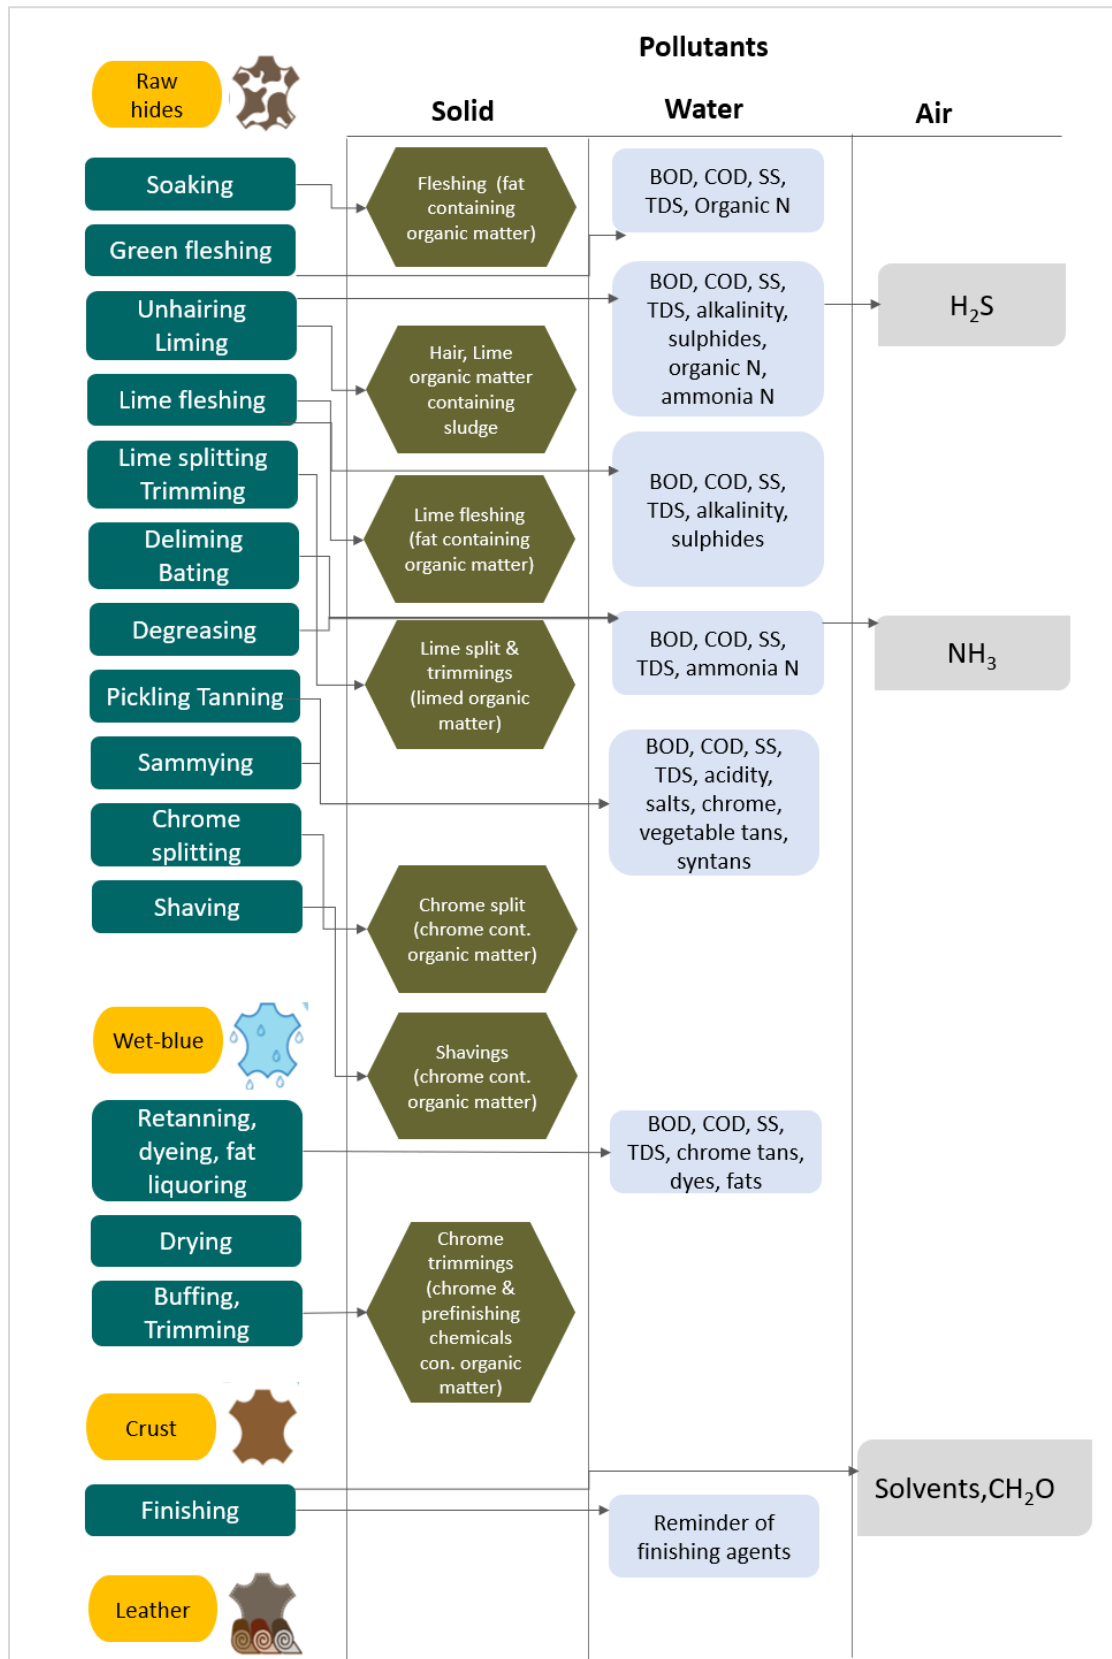 Pollutants
Raw
hides
Solid
Water
Air
Soaking
Fleshing (fat
containing
organic matter)
BOD, COD, SS,
TDS, Organic N
Green fleshing
Unhairing
Liming
BOD, COD, SS,
TDS, alkalinity,
sulphides,
organic N,
ammonia N
H₂S
Hair, Lime
organic matter
containing
sludge
Lime fleshing
Lime splitting
Trimming
BOD, COD, SS,
TDS, alkalinity,
sulphides
Lime fleshing
(fat containing
organic matter)
Deliming
Bating
Degreasing
Lime split &
trimmings
(limed organic
matter)
BOD, COD, SS,
TDS, ammonia N
NH₃
Pickling Tanning
Sammying
BOD, COD, SS,
TDS, acidity,
salts, chrome,
vegetable tans,
syntans
Chrome
splitting
Shaving
Chrome split
(chrome cont.
organic matter)
Wet-blue
Shavings
(chrome cont.
organic matter)
Retanning,
dyeing, fat
liquoring
BOD, COD, SS,
TDS, chrome tans,
dyes, fats
Drying
Buffing,
Trimming
Chrome
trimmings
(chrome &
prefinishing
chemicals
con. organic
matter)
Crust
Finishing
Solvents,CH₂O
Reminder of
finishing agents
Leather